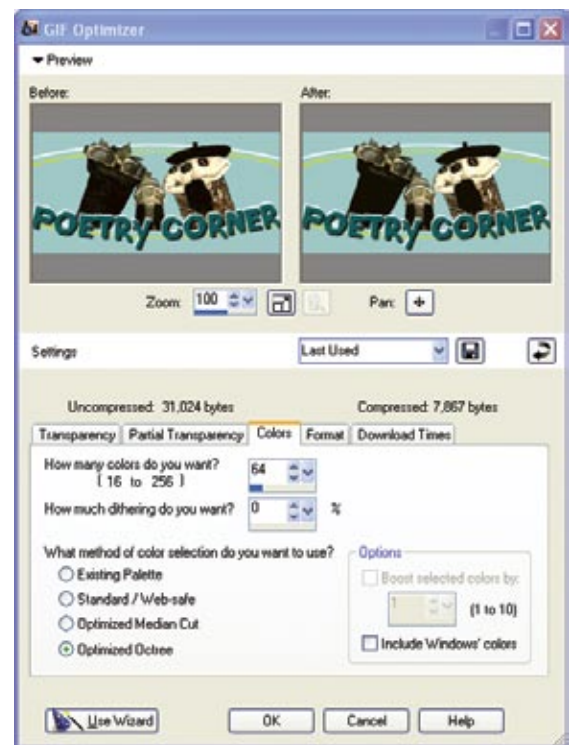 GIF Optimizer
Preview
Before:
After:
POETRY CORNER
POETRY CORNER
Zoom: 100
Pan:
Settings
Last Used
Uncompressed: 31,024 bytes
Compressed: 7,867 bytes
Transparency
Partial Transparency
Colors
Format
Download Times
How many colors do you want?
64
( 16 to 256 )
How much dithering do you want?
0
%
What method of color selection do you want to use?
Existing Palette
Standard / Web-safe
Optimized Median Cut
Optimized Octree
Options
Boost selected colors by:
1
(1 to 10)
Include Windows' colors
Use Wizard
OK
Cancel
Help